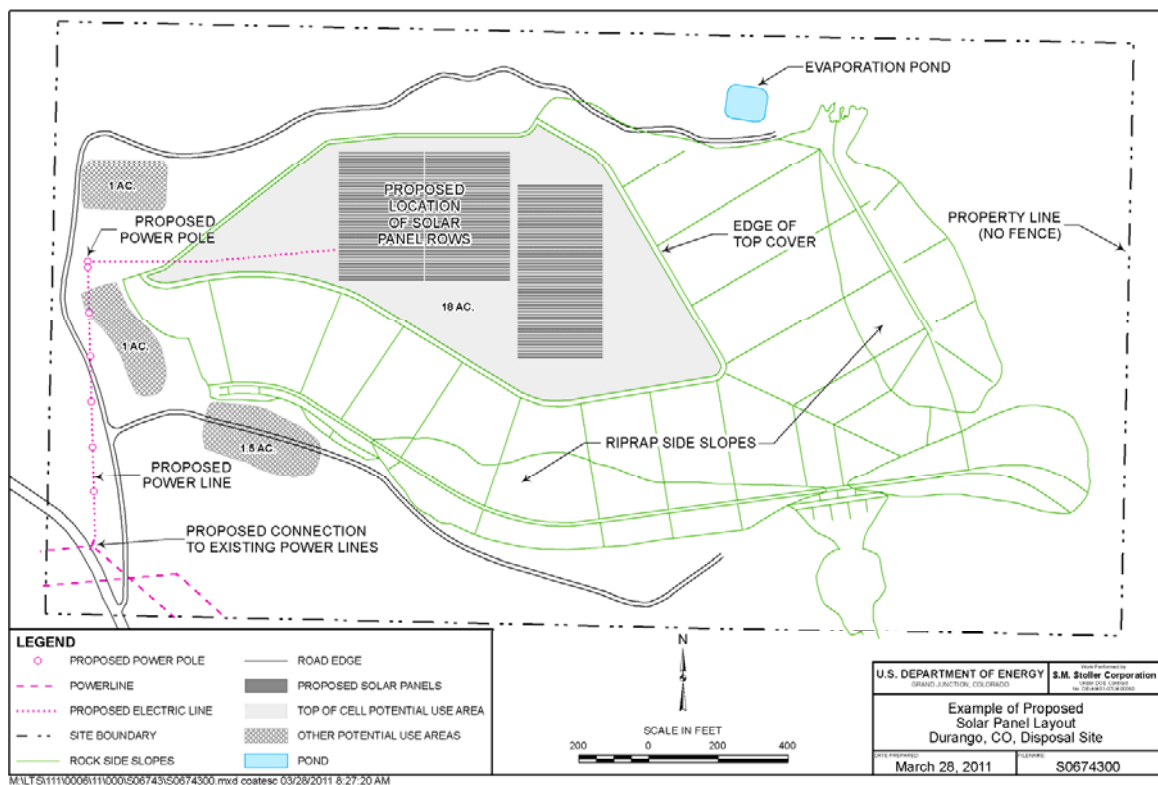 EVAPORATION POND
1 AC.
PROPOSED
POWER POLE
PROPOSED
LOCATION
OF SOLAR
PANEL ROWS
EDGE OF
TOP COVER
PROPERTY LINE
(NO FENCE)
18 AC.
1 AC.
1.5 AC.
RIPRAP SIDE SLOPES
PROPOSED
POWER LINE
PROPOSED CONNECTION
TO EXISTING POWER LINES
LEGEND
PROPOSED POWER POLE
POWERLINE
PROPOSED ELECTRIC LINE
SITE BOUNDARY
ROCK SIDE SLOPES
ROAD EDGE
PROPOSED SOLAR PANELS
TOP OF CELL POTENTIAL USE AREA
OTHER POTENTIAL USE AREAS
POND
N
SCALE IN FEET
200 0 200 400
U.S. DEPARTMENT OF ENERGY
GRAND JUNCTION, COLORADO
Work Performed by
S.M. Stoller Corporation
Under DOE Contract
Example of Proposed
Solar Panel Layout
Durango, CO, Disposal Site
DATE PREPARED:
March 28, 2011
FILENAME:
S0674300
M:\LTS\111\0006\11\000\S06743\S0674300.mxd coatesc 03/28/2011 8:27:20 AM